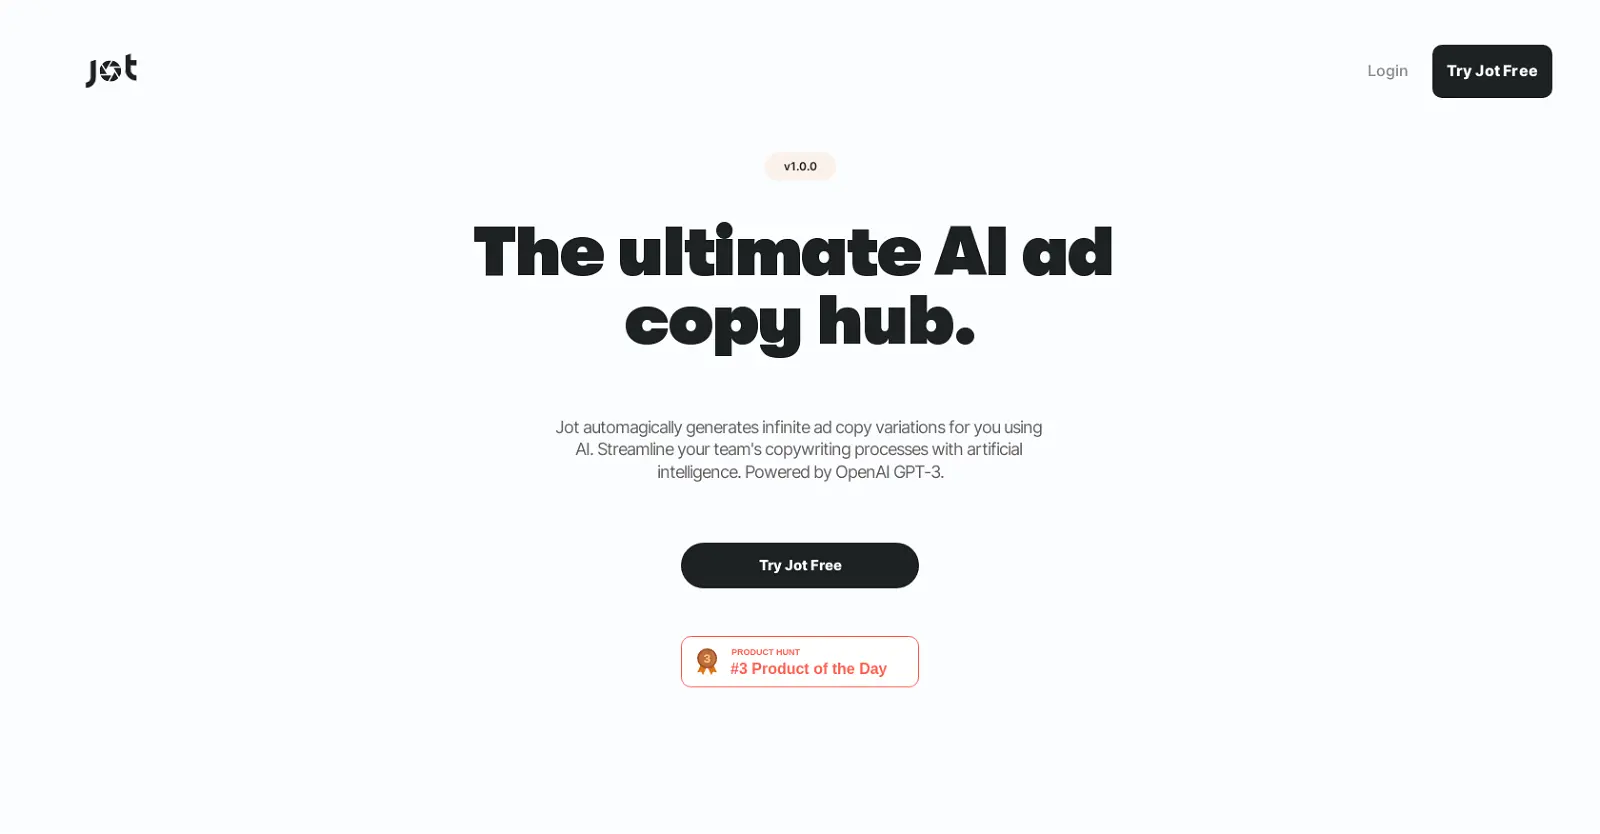 jot
Login
Try Jot Free
v1.0.0
The ultimate AI ad
copy hub.
Jot automagically generates infinite ad copy variations for you using
AI. Streamline your team's copywriting processes with artificial
intelligence. Powered by OpenAI GPT-3.
Try Jot Free
3
PRODUCT HUNT
#3 Product of the Day